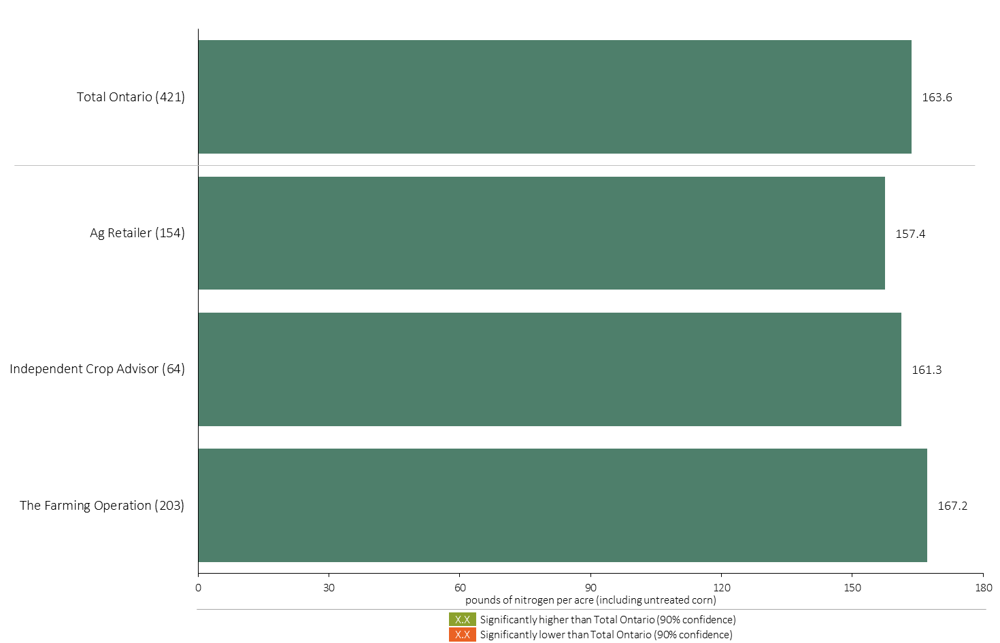 Total Ontario (421)
163.6
Ag Retailer (154)
157.4
Independent Crop Advisor (64)
161.3
The Farming Operation (203)
167.2
0 30 60 90 120 150 180
pounds of nitrogen per acre (including untreated corn)
X.X Significantly higher than Total Ontario (90% confidence)
X.X Significantly lower than Total Ontario (90% confidence)